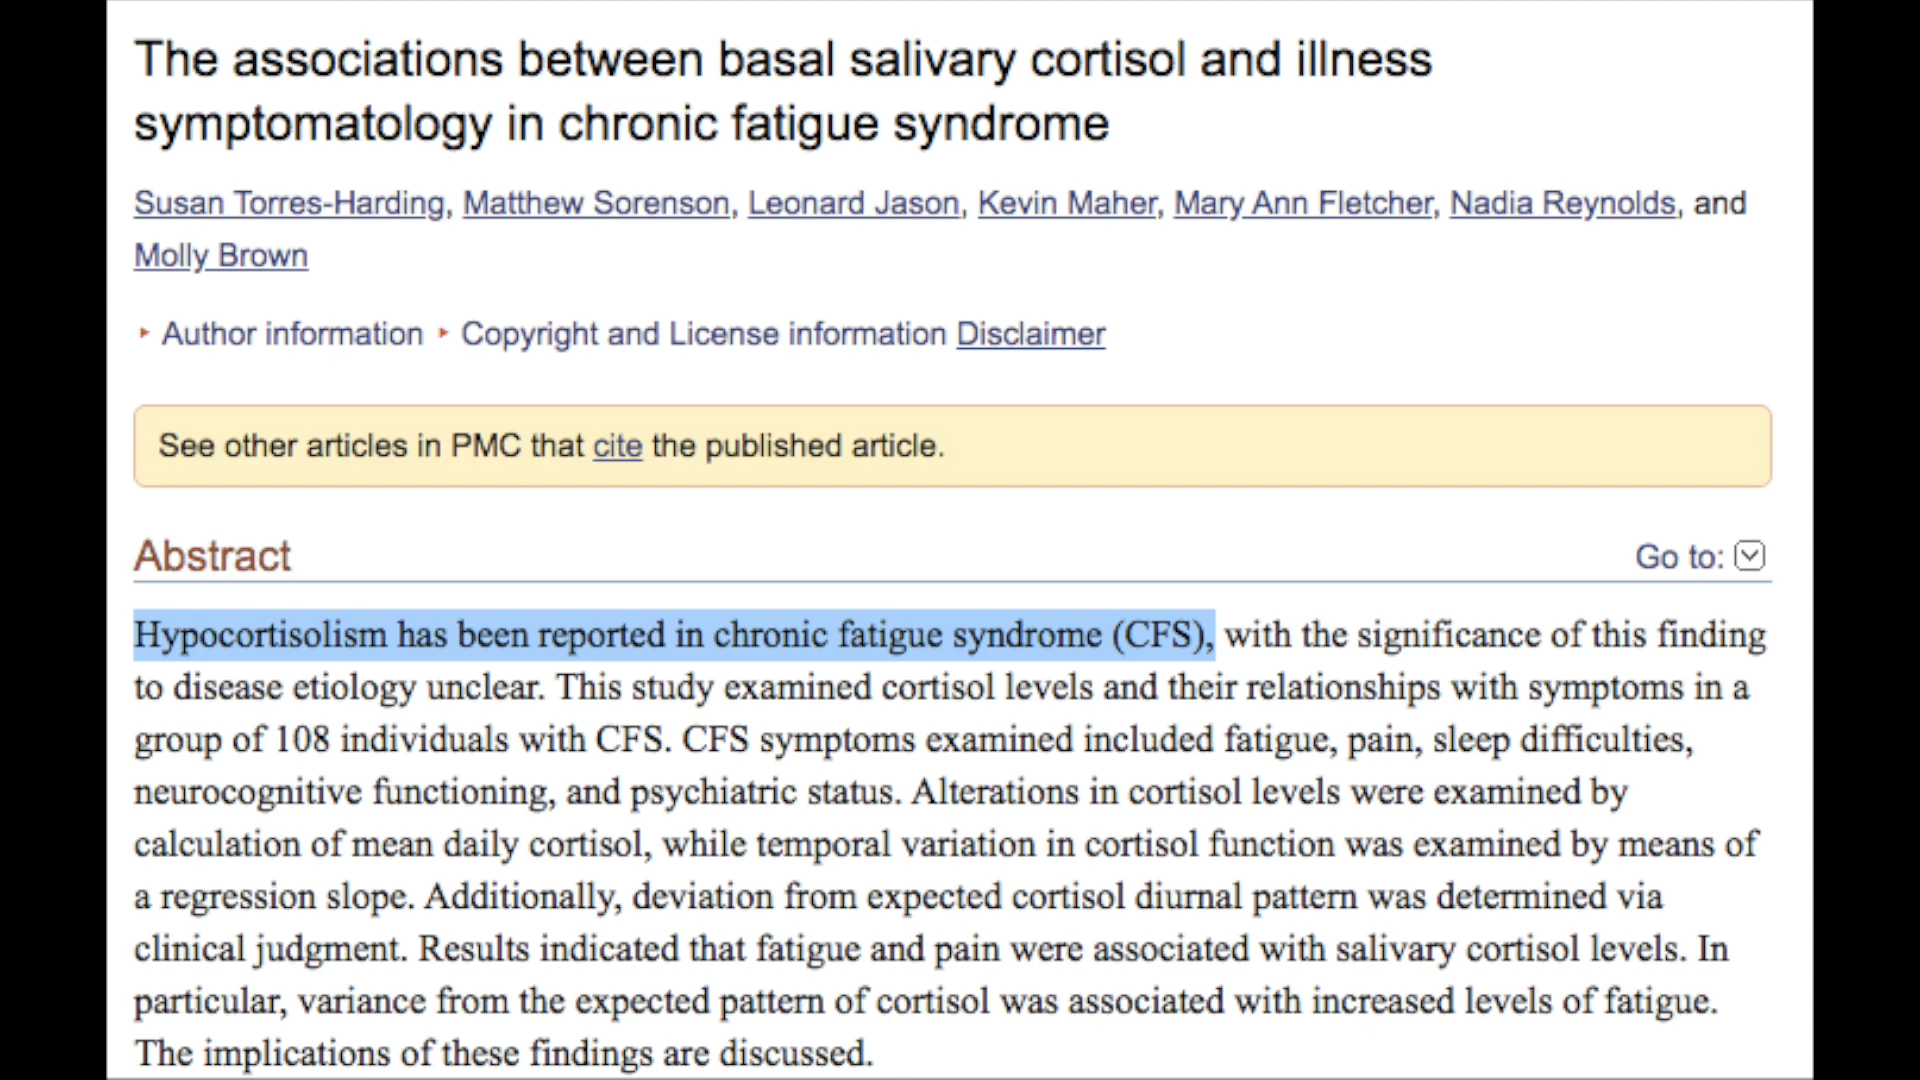 The associations between basal salivary cortisol and illness
symptomatology in chronic fatigue syndrome
Susan Torres-Harding, Matthew Sorenson, Leonard Jason, Kevin Maher, Mary Ann Fletcher, Nadia Reynolds, and
Molly Brown
Author information Copyright and License information Disclaimer
See other articles in PMC that cite the published article.
Abstract
Go to:
Hypocortisolism has been reported in chronic fatigue syndrome (CFS), with the significance of this finding
to disease etiology unclear. This study examined cortisol levels and their relationships with symptoms in a
group of 108 individuals with CFS. CFS symptoms examined included fatigue, pain, sleep difficulties,
neurocognitive functioning, and psychiatric status. Alterations in cortisol levels were examined by
calculation of mean daily cortisol, while temporal variation in cortisol function was examined by means of
a regression slope. Additionally, deviation from expected cortisol diurnal pattern was determined via
clinical judgment. Results indicated that fatigue and pain were associated with salivary cortisol levels. In
particular, variance from the expected pattern of cortisol was associated with increased levels of fatigue.
The implications of these findings are discussed.